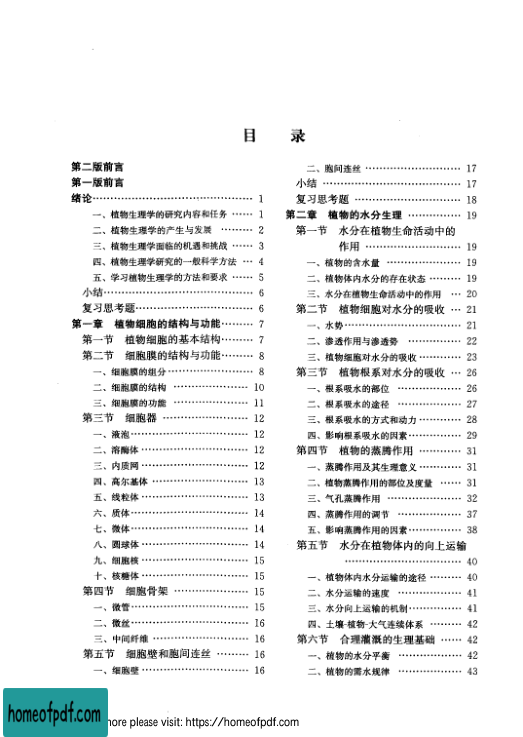 目 录
第二版前言
第一版前言
绪论…………………………………… 1
一、植物生理学的研究内容和任务 …… 1
二、植物生理学的产生与发展 ……… 2
三、植物生理学面临的机遇和挑战 …… 3
四、植物生理学研究的一般科学方法 … 4
五、学习植物生理学的方法和要求 …… 5
小结…………………………………… 6
复习思考题…………………………… 6
第一章 植物细胞的结构与功能……… 7
第一节 植物细胞的基本结构……… 7
第二节 细胞膜的结构与功能……… 8
一、细胞膜的组分…………………… 8
二、细胞膜的结构 ………………… 10
三、细胞膜的功能 ………………… 11
第三节 细胞器 …………………… 12
一、液泡…………………………… 12
二、溶酶体………………………… 12
三、内质网………………………… 12
四、高尔基体 ……………………… 13
五、线粒体………………………… 13
六、质体…………………………… 14
七、微体…………………………… 14
八、圆球体………………………… 14
九、细胞核………………………… 15
十、核糖体………………………… 15
第四节 细胞骨架 ………………… 15
一、微管…………………………… 15
二、微丝…………………………… 16
三、中间纤维 ……………………… 16
第五节 细胞壁和胞间连丝 ……… 16
一、细胞壁………………………… 16
二、胞间连丝 ……………………… 17
小结 ………………………………… 17
复习思考题 ………………………… 18
第二章 植物的水分生理 …………… 19
第一节 水分在植物生命活动中的
作用 ……………………… 19
一、植物的含水量 ………………… 19
二、植物体内水分的存在状态 ……… 19
三、水分在植物生命活动中的作用 … 20
第二节 植物细胞对水分的吸收 … 21
一、水势…………………………… 21
二、渗透作用与渗透势 …………… 22
三、植物细胞对水分的吸收………… 23
第三节 植物根系对水分的吸收 … 26
一、根系吸水的部位 ……………… 26
二、根系吸水的途径 ……………… 27
三、根系吸水的方式和动力………… 28
四、影响根系吸水的因素…………… 29
第四节 植物的蒸腾作用 ………… 31
一、蒸腾作用及其生理意义………… 31
二、植物蒸腾作用的部位及度量 …… 31
三、气孔蒸腾作用 ………………… 32
四、蒸腾作用的调节 ……………… 37
五、影响蒸腾作用的因素…………… 38
第五节 水分在植物体内的向上运输
…………………………… 40
一、植物体内水分运输的途径 ……… 40
二、水分运输的速度 ……………… 41
三、水分向上运输的机制…………… 41
四、土壤-植物-大气连续体系 ……… 42
第六节 合理灌溉的生理基础 …… 42
一、植物的水分平衡 ……………… 42
二、植物的需水规律 ……………… 43
homeofpdf.com
ore please visit: https://homeofpdf.com